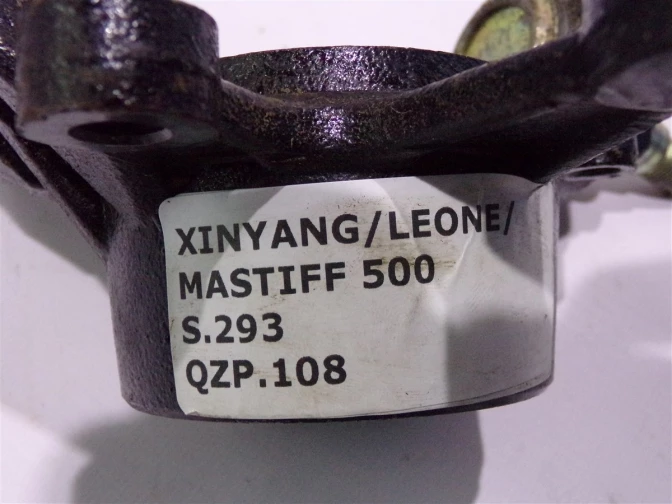 XINYANG/LEONE/
MASTIFF 500
S.293
QZP.108